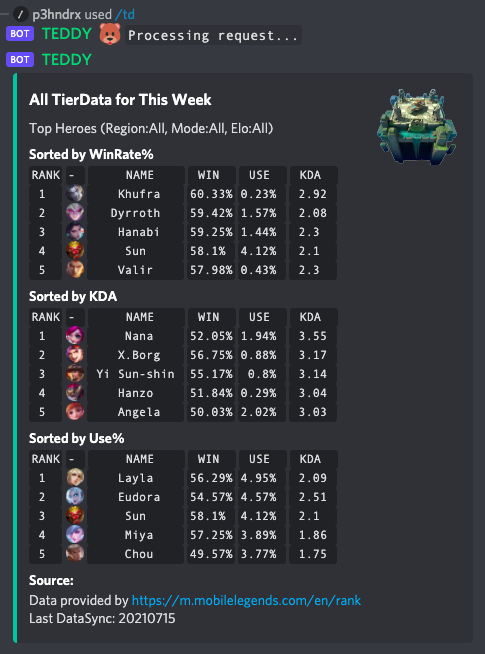 p3hndrx used /td
BOT TEDDY Processing request...
BOT TEDDY
All TierData for This Week
Top Heroes (Region:All, Mode:All, Elo:All)
Sorted by WinRate%
RANK - NAME WIN USE KDA
1 Khufra 60.33% 0.23% 2.92
2 Dyrroth 59.42% 1.57% 2.08
3 Hanabi 59.25% 1.44% 2.3
4 Sun 58.1% 4.12% 2.1
5 Valir 57.98% 0.43% 2.3
Sorted by KDA
RANK - NAME WIN USE KDA
1 Nana 52.05% 1.94% 3.55
2 X.Borg 56.75% 0.88% 3.17
3 Yi Sun-shin 55.17% 0.8% 3.14
4 Hanzo 51.84% 0.29% 3.04
5 Angela 50.03% 2.02% 3.03
Sorted by Use%
RANK - NAME WIN USE KDA
1 Layla 56.29% 4.95% 2.09
2 Eudora 54.57% 4.57% 2.51
3 Sun 58.1% 4.12% 2.1
4 Miya 57.25% 3.89% 1.86
5 Chou 49.57% 3.77% 1.75
Source:
Data provided by https://m.mobilelegends.com/en/rank
Last DataSync: 20210715